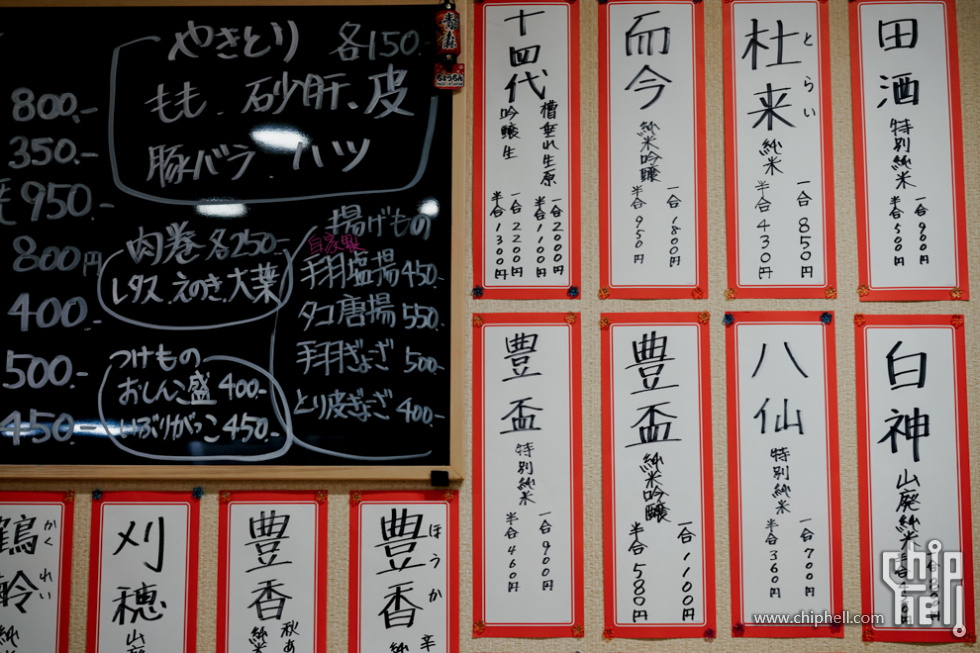 やきとり 各150.-
もも、砂肝、皮
豚バラ、ハツ
800.-
350.-
950.-
800円
400.-
500.-
450.-
肉巻 各250-
レタス、えのき、大葉
つけもの
おしんこ盛 400.-
いぶりがっこ 450.-
揚げもの
自家製
手羽塩揚 450.-
タコ唐揚 550.
手羽ぎょうざ 500-
とり皮ぎょうざ 400.-
十四代
槽垂れ生原
吟醸生
一合2000円
半合1100円
一合2200円
半合1300円
而今
純米吟醸
一合1800円
半合950円
杜来
とらい
純米
一合850円
半合430円
田酒
特別純米
一合900円
半合500円
豊盃
特別純米
一合900円
半合460円
豊盃
純米吟醸
一合1100円
半合580円
八仙
特別純米
一合700円
半合360円
白神
山廃純米
鶴齢
かくれい
刈穂
山廃
豊香
秋あ
純米
豊香
ほうか
辛
純
chip
hell
www.chiphell.com